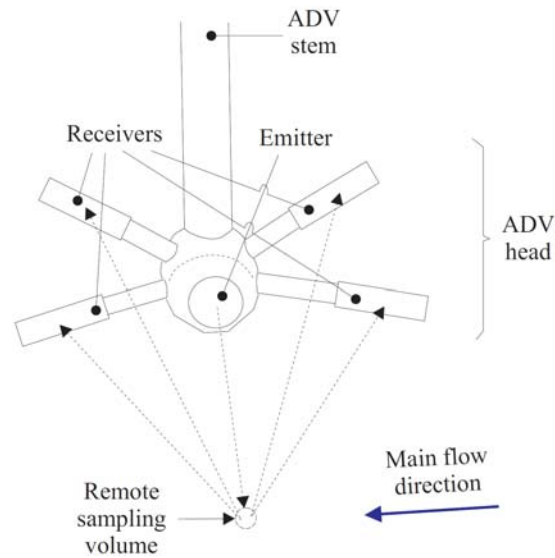 ADV
stem
Receivers
Emitter
ADV
head
Main flow
direction
Remote
sampling
volume